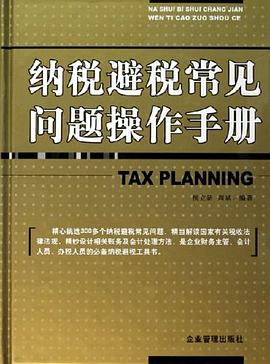 NA SHUI BI SHUI CHANG JIAN
WEN TI CAO ZUO SHOU CE
纳税避税常见
问题操作手册
TAX PLANNING
编著
精心挑选300多个纳税避税常见问题，精当解读国家有关税收法
律法规，精妙设计相关账务及会计处理方法，是企业财务主管、会计
人员、办税人员的必备纳税避税工具书。
企业管理出版社